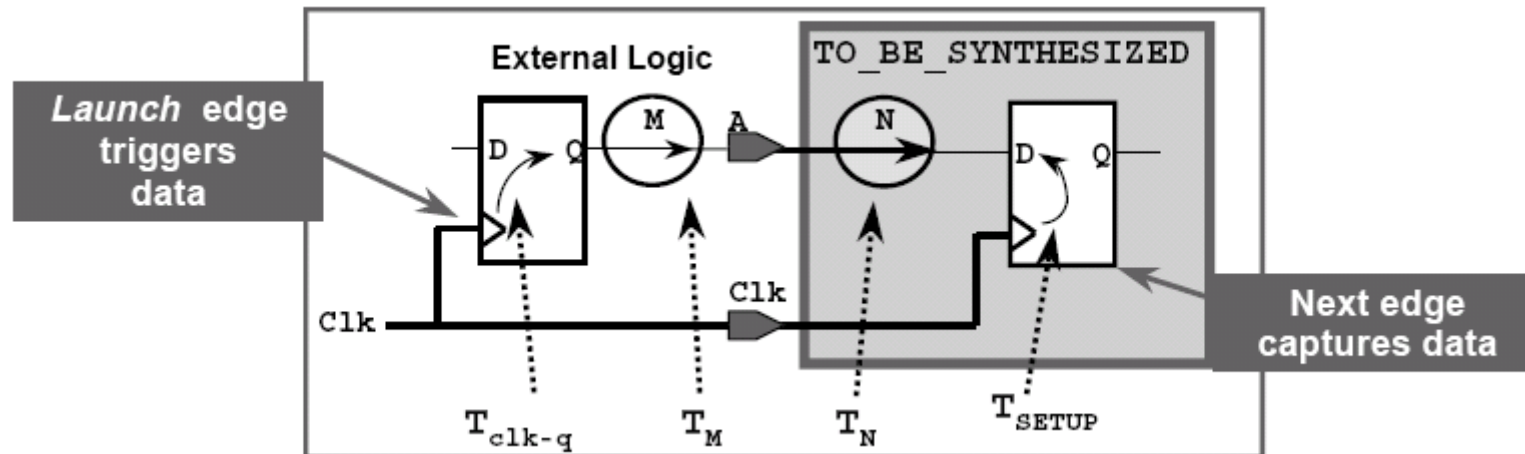 External Logic
TO_BE_SYNTHESIZED
Launch edge
triggers
data
D
Q
M
A
N
D
Q
Clk
Clk
Next edge
captures data
Tclk-q
TM
TN
TSETUP